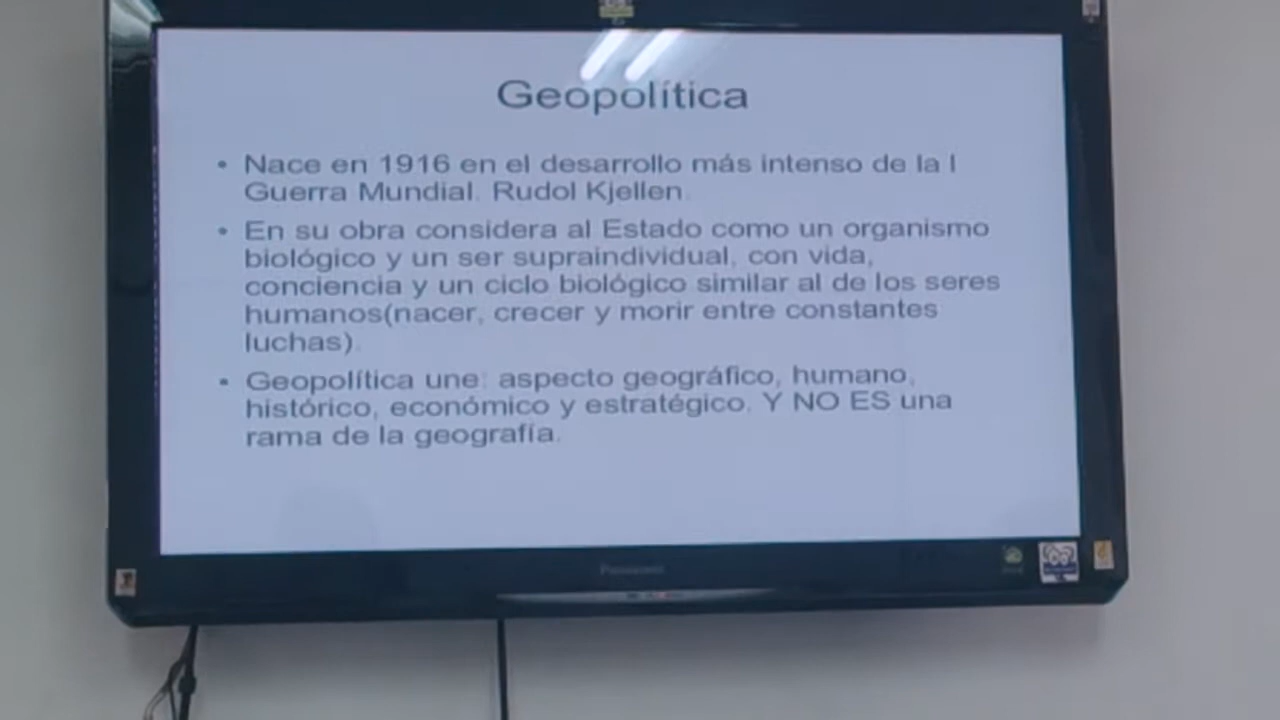 Geopolítica
• Nace en 1916 en el desarrollo más intenso de la I
Guerra Mundial. Rudol Kjellen.
• En su obra considera al Estado como un organismo
biológico y un ser supraindividual, con vida,
conciencia y un ciclo biológico similar al de los seres
humanos(nacer, crecer y morir entre constantes
luchas).
• Geopolítica une: aspecto geográfico, humano,
histórico, económico y estratégico. Y NO ES una
rama de la geografía.
Panasonic